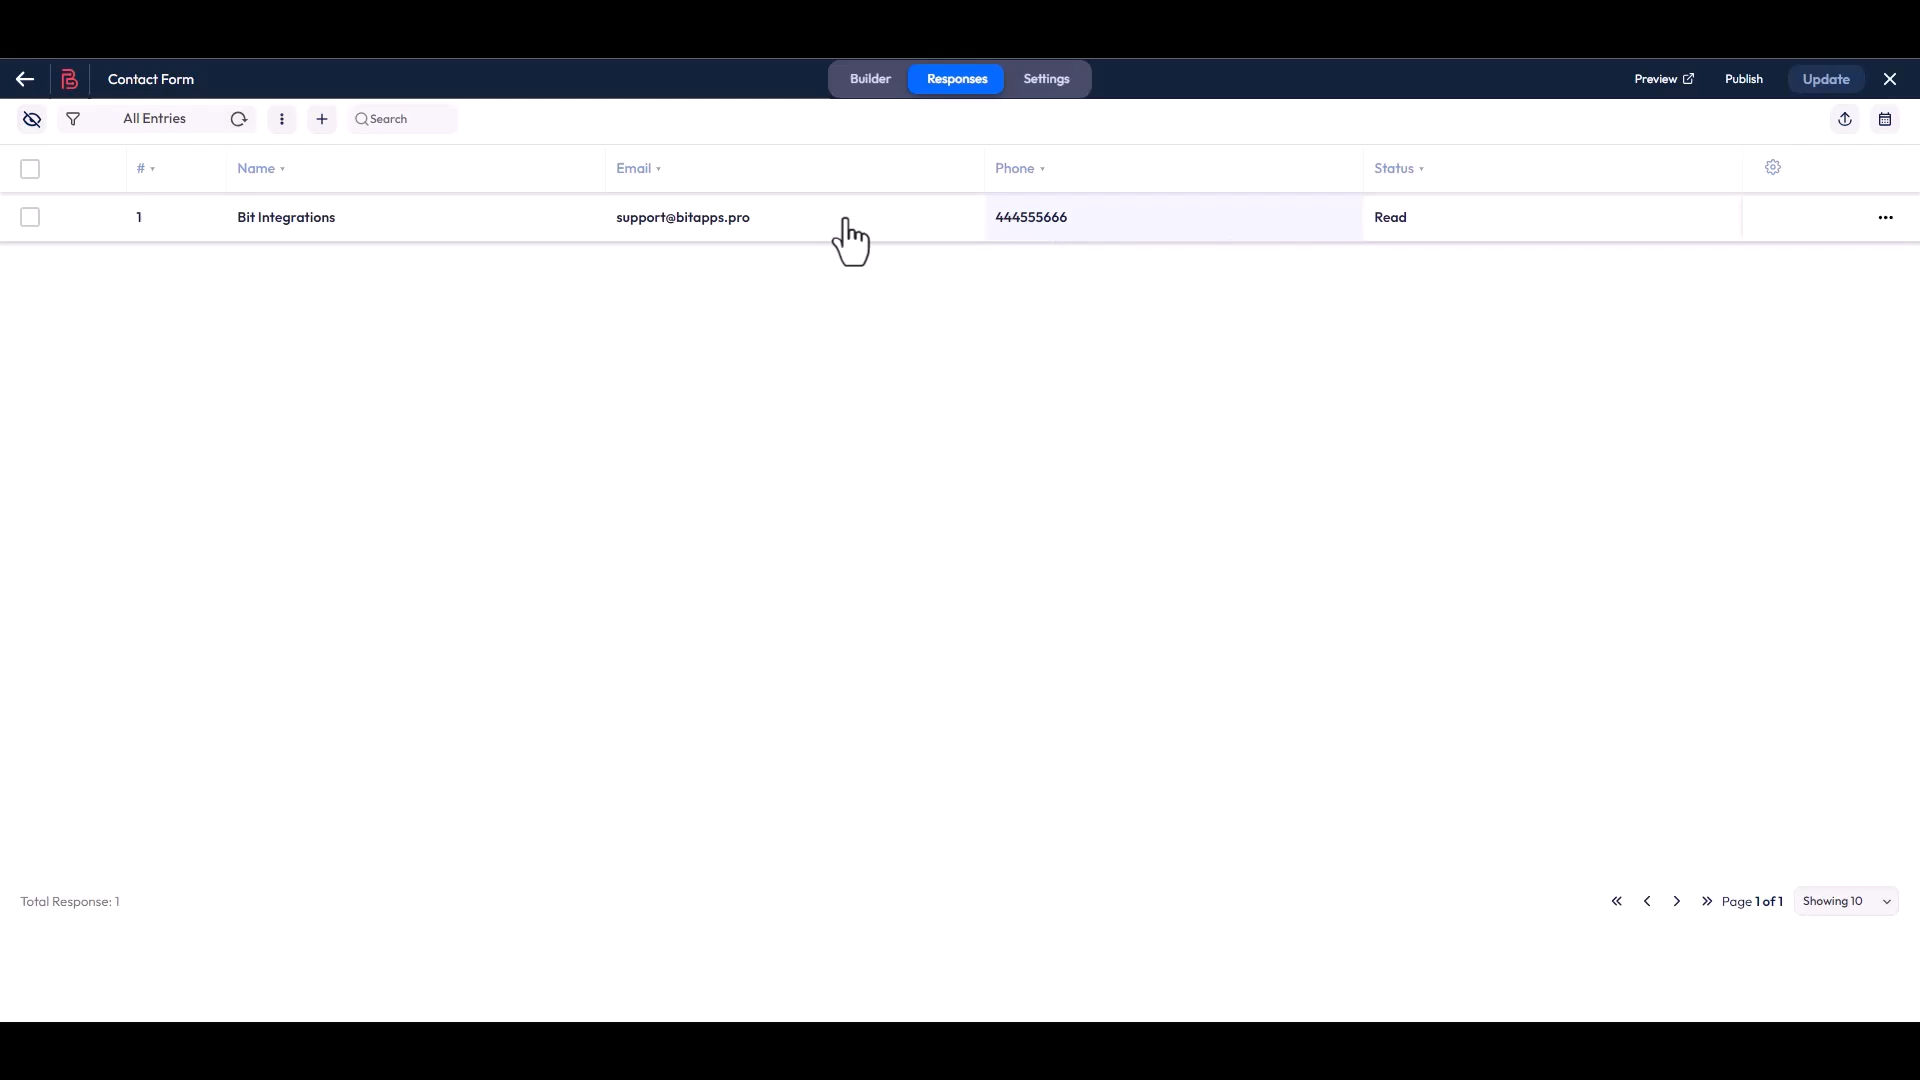 Contact Form Builder Responses Settings Preview Publish Update
All Entries Search
# Name Email Phone Status
1 Bit Integrations support@bitapps.pro 444555666 Read
Total Response: 1 Page 1 of 1 Showing 10